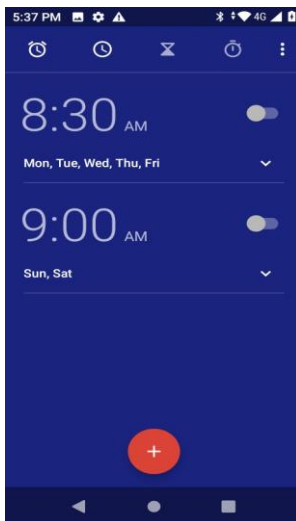 5:37 PM 4G
8:30 AM
Mon, Tue, Wed, Thu, Fri
9:00 AM
Sun, Sat